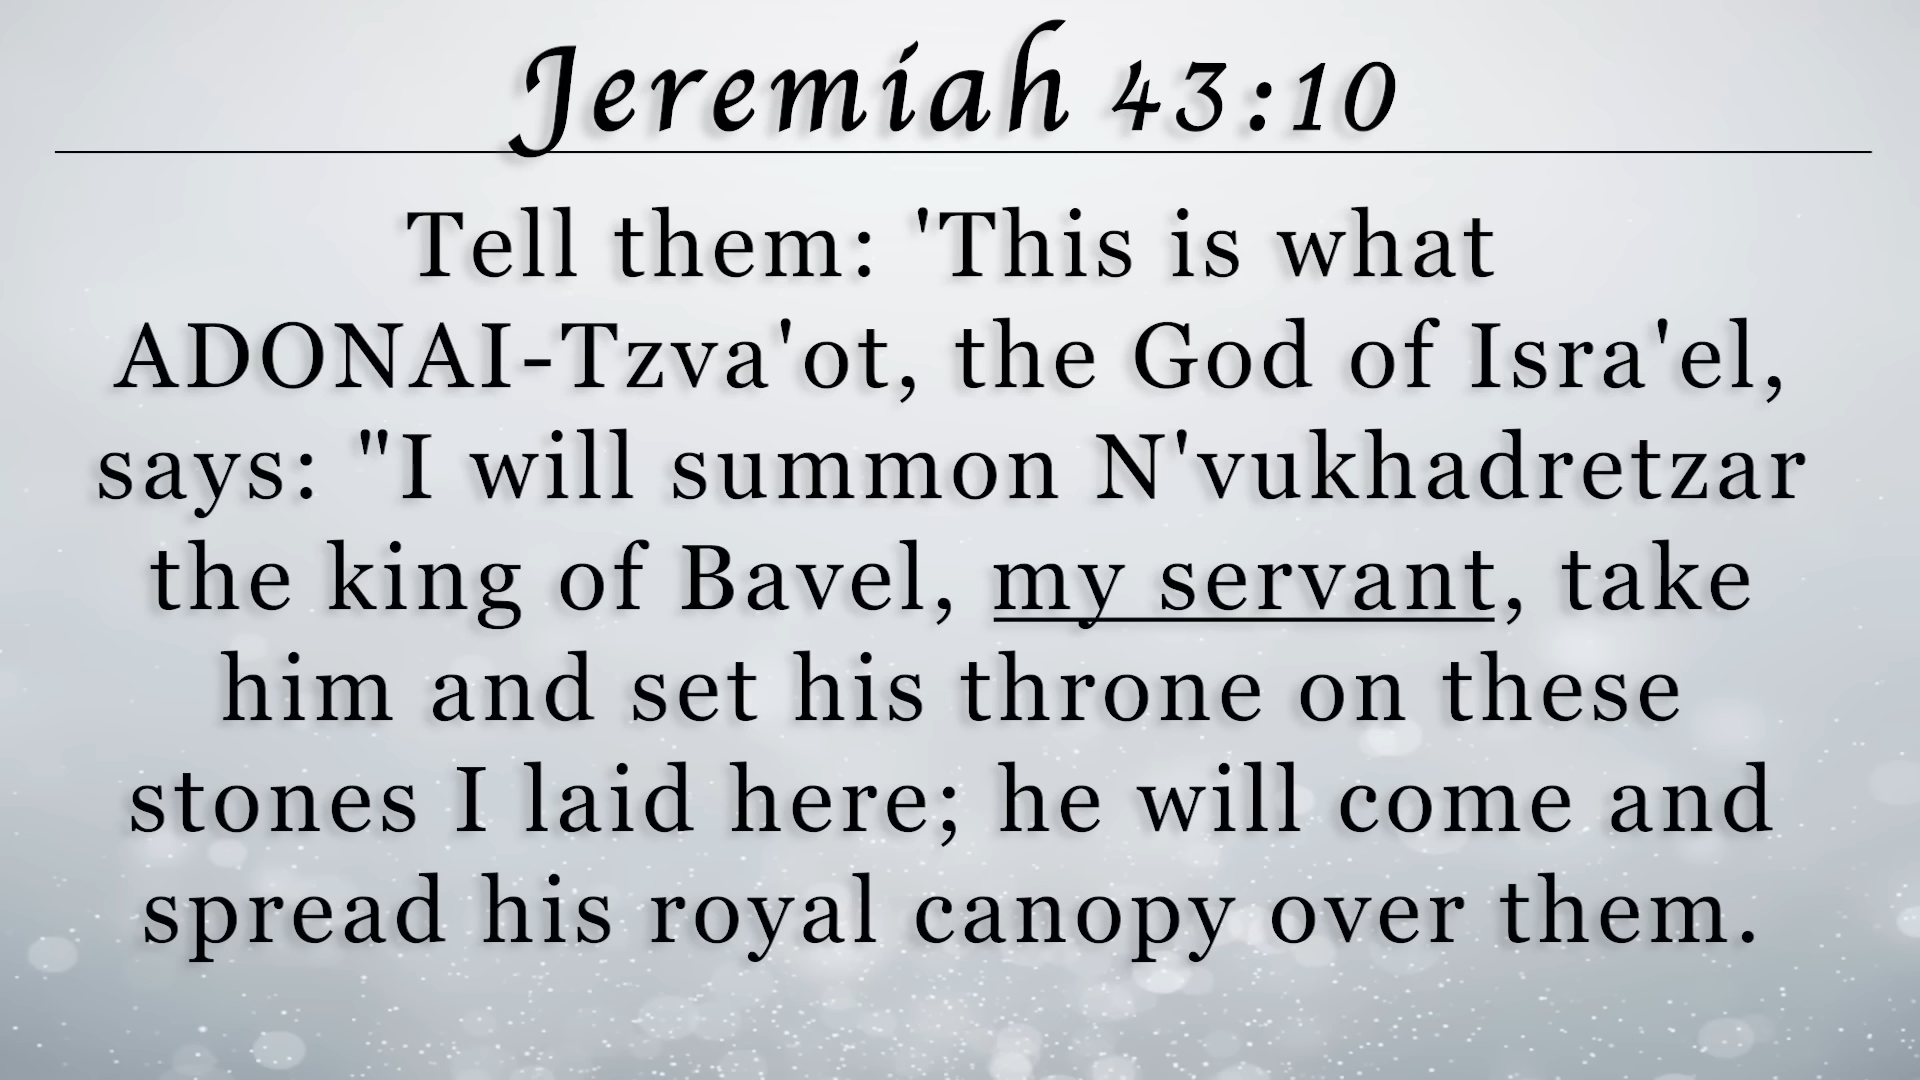 Jeremiah 43:10
Tell them: 'This is what
ADONAI-Tzva'ot, the God of Isra'el,
says: "I will summon N'vukhadretzar
the king of Bavel, my servant, take
him and set his throne on these
stones I laid here; he will come and
spread his royal canopy over them.